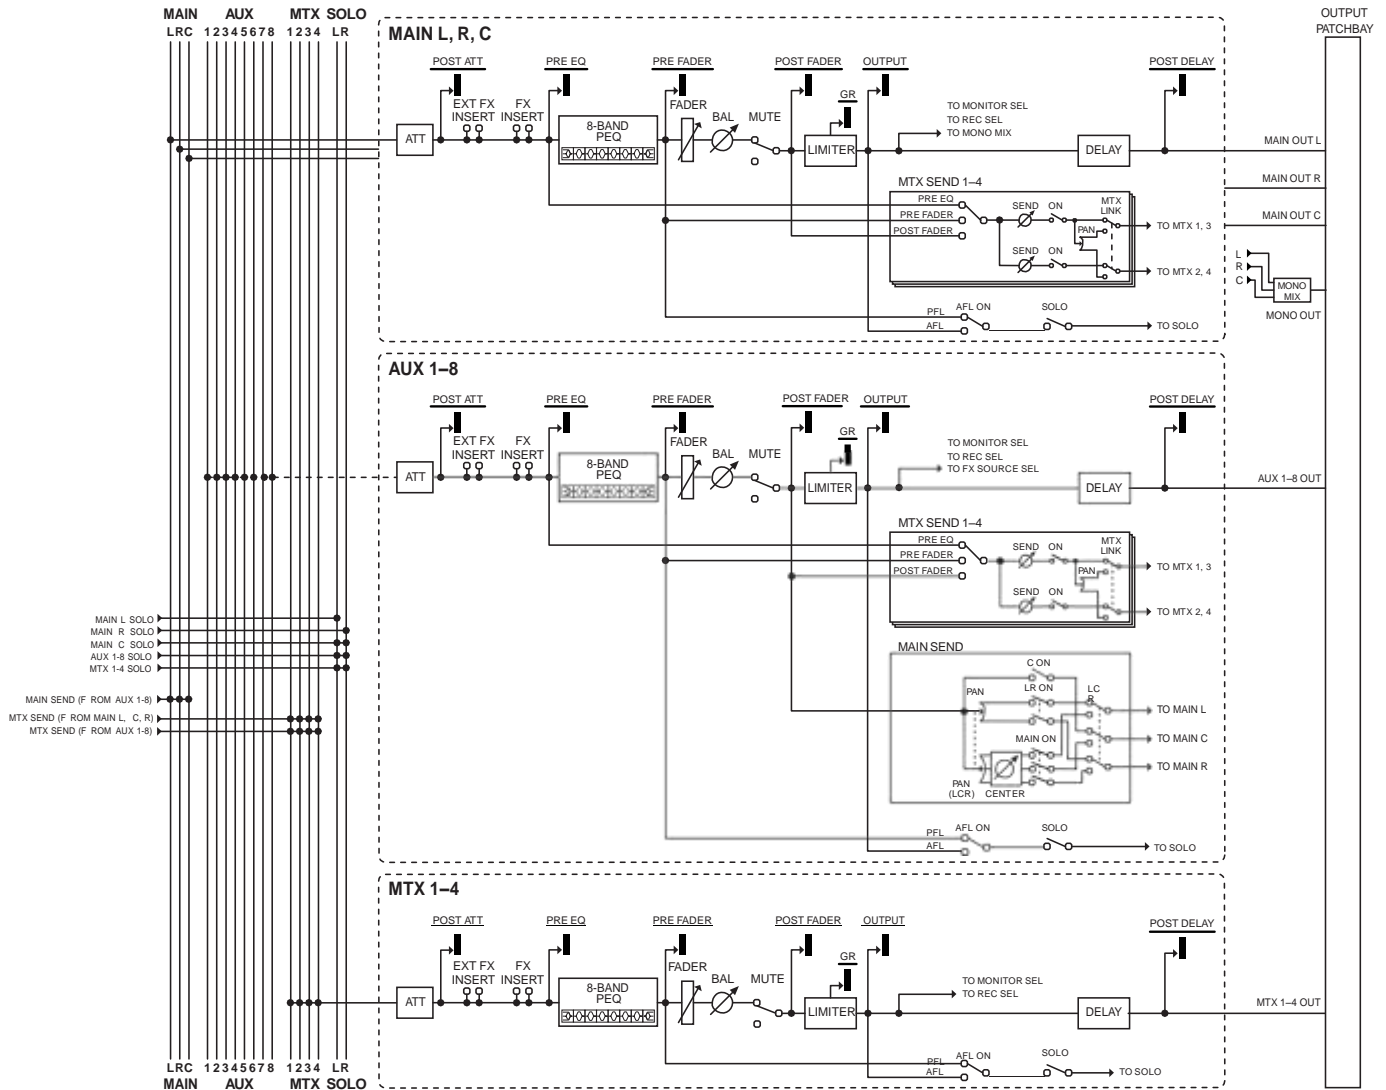 MAIN AUX MTX SOLO
LRC 12345678 1234 LR
OUTPUT
PATCHBAY
MAIN L, R, C
POST ATT PRE EQ PRE FADER POST FADER OUTPUT POST DELAY
GR
EXT FX
INSERT
FX
INSERT
FADER
BAL MUTE
TO MONITOR SEL
TO REC SEL
TO MONO MIX
ATT
8-BAND
PEQ
LIMITER
DELAY
MAIN OUT L
MAIN OUT R
MAIN OUT C
MTX SEND 1–4
PRE EQ
PRE FADER
POST FADER
SEND ON
MTX
LINK
PAN
SEND ON
TO MTX 1, 3
TO MTX 2, 4
L
R
C
MONO
MIX
MONO OUT
PFL
AFL
AFL ON
SOLO
TO SOLO
AUX 1–8
POST ATT PRE EQ PRE FADER POST FADER OUTPUT POST DELAY
GR
EXT FX
INSERT
FX
INSERT
FADER
BAL MUTE
TO MONITOR SEL
TO REC SEL
TO FX SOURCE SEL
ATT
8-BAND
PEQ
LIMITER
DELAY
AUX 1–8 OUT
MTX SEND 1–4
PRE EQ
PRE FADER
POST FADER
SEND ON
MTX
LINK
PAN
SEND ON
TO MTX 1, 3
TO MTX 2, 4
MAIN L SOLO
MAIN R SOLO
MAIN C SOLO
AUX 1-8 SOLO
MTX 1-4 SOLO
MAIN SEND (F ROM AUX 1-8)
MTX SEND (F ROM MAIN L, C, R)
MTX SEND (F ROM AUX 1-8)
MAIN SEND
C ON
PAN
LR ON
LC
R
MAIN ON
PAN
(LCR)
CENTER
TO MAIN L
TO MAIN C
TO MAIN R
PFL
AFL
AFL ON
SOLO
TO SOLO
MTX 1–4
POST ATT PRE EQ PRE FADER POST FADER OUTPUT POST DELAY
GR
EXT FX
INSERT
FX
INSERT
FADER
BAL MUTE
TO MONITOR SEL
TO REC SEL
ATT
8-BAND
PEQ
LIMITER
DELAY
MTX 1–4 OUT
PFL
AFL
AFL ON
SOLO
TO SOLO
LRC 12345678 1234 LR
MAIN AUX MTX SOLO